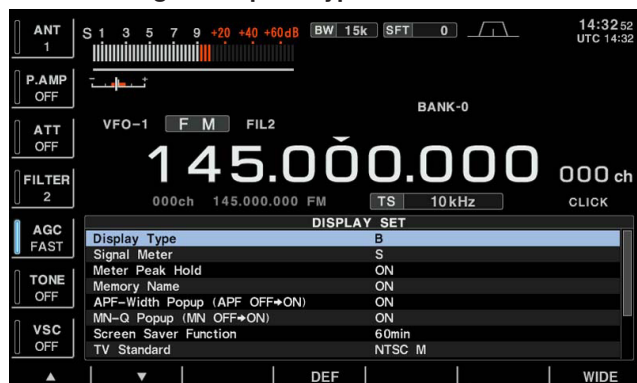 ANT
1
S 1 3 5 7 9 +20 +40 +60dB
BW 15k SFT 0
14:32 52
UTC 14:32
P.AMP
OFF
BANK-0
VFO-1 F M FIL2
ATT
OFF
145.000.000
000 ch
FILTER
2
000ch 145.000.000 FM
TS 10kHz
CLICK
AGC
FAST
DISPLAY SET
Display Type B
Signal Meter S
Meter Peak Hold ON
Memory Name ON
APF-Width Popup (APF OFF➔ON) ON
MN-Q Popup (MN OFF➔ON) ON
Screen Saver Function 60min
TV Standard NTSC M
TONE
OFF
VSC
OFF
DEF
WIDE